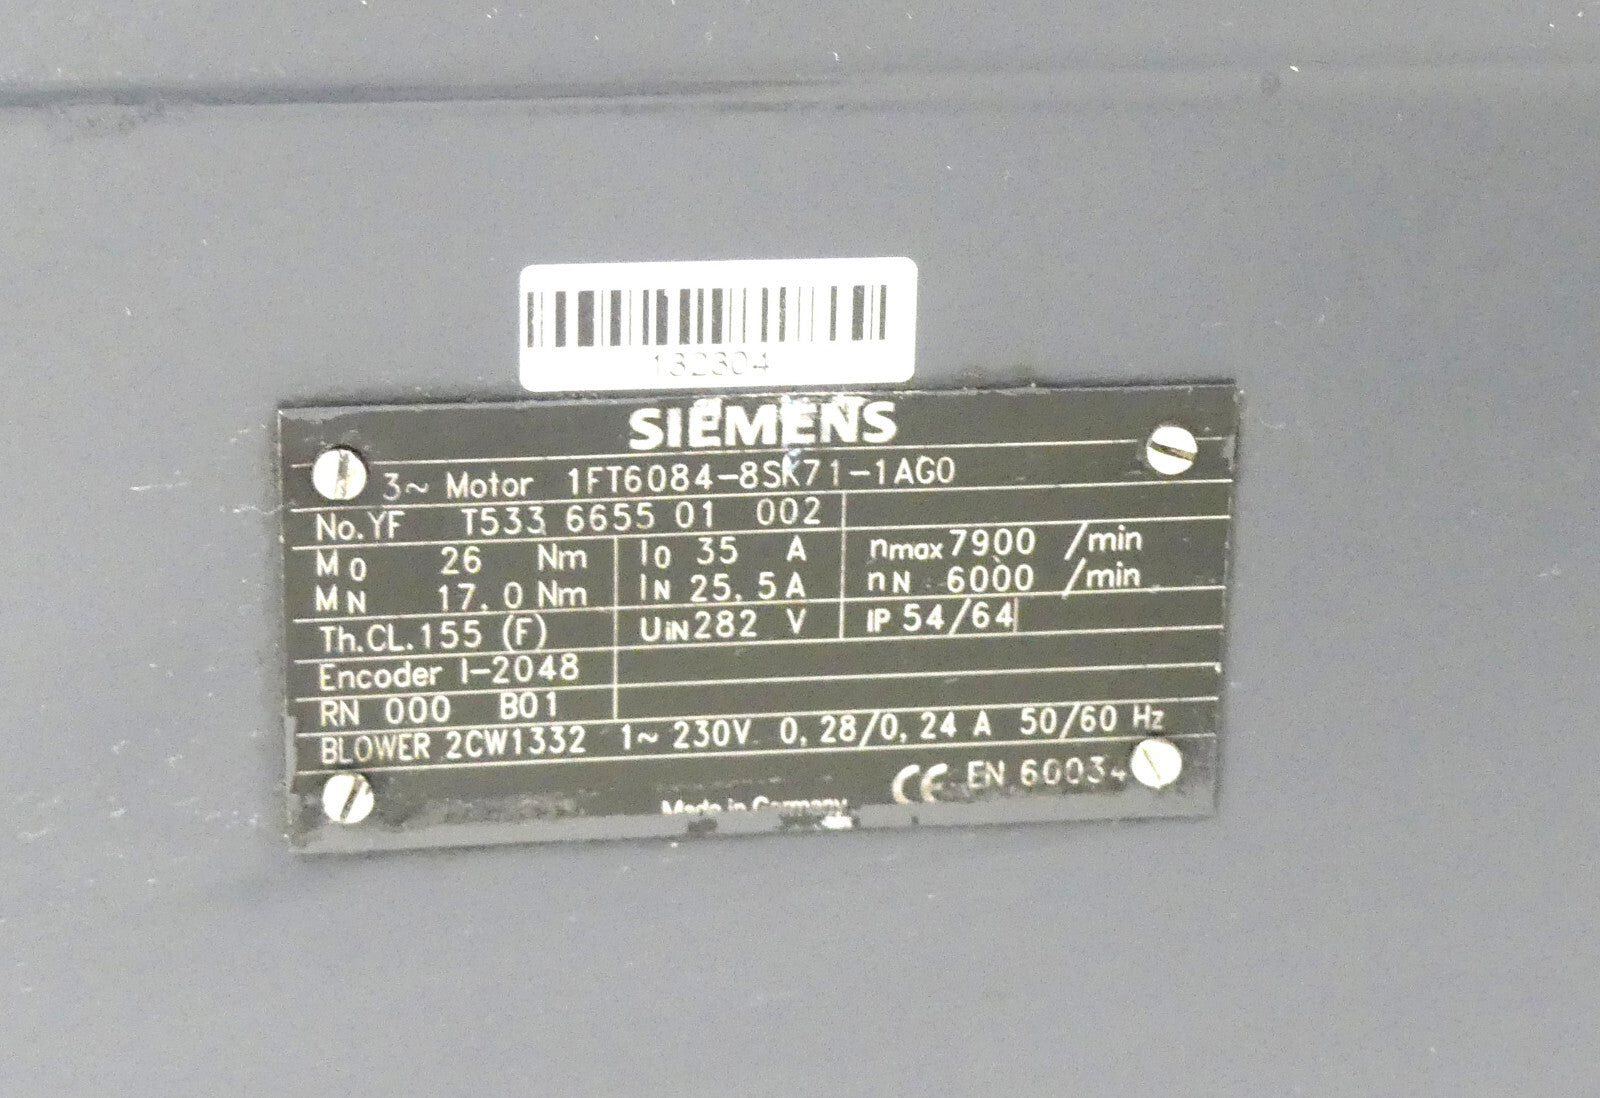 132304
SIEMENS
3~ Motor 1FT6084-8SK71-1AG0
No.YF T533 6655 01 002
M0 26 Nm I0 35 A nmax 7900 /min
MN 17.0 Nm IN 25.5 A nN 6000 /min
Th.CL.155 (F) UiN 282 V IP 54/64
Encoder I-2048
RN 000 B01
BLOWER 2CW1332 1~ 230V 0,28/0,24 A 50/60 Hz
Made in Germany CE EN 60034